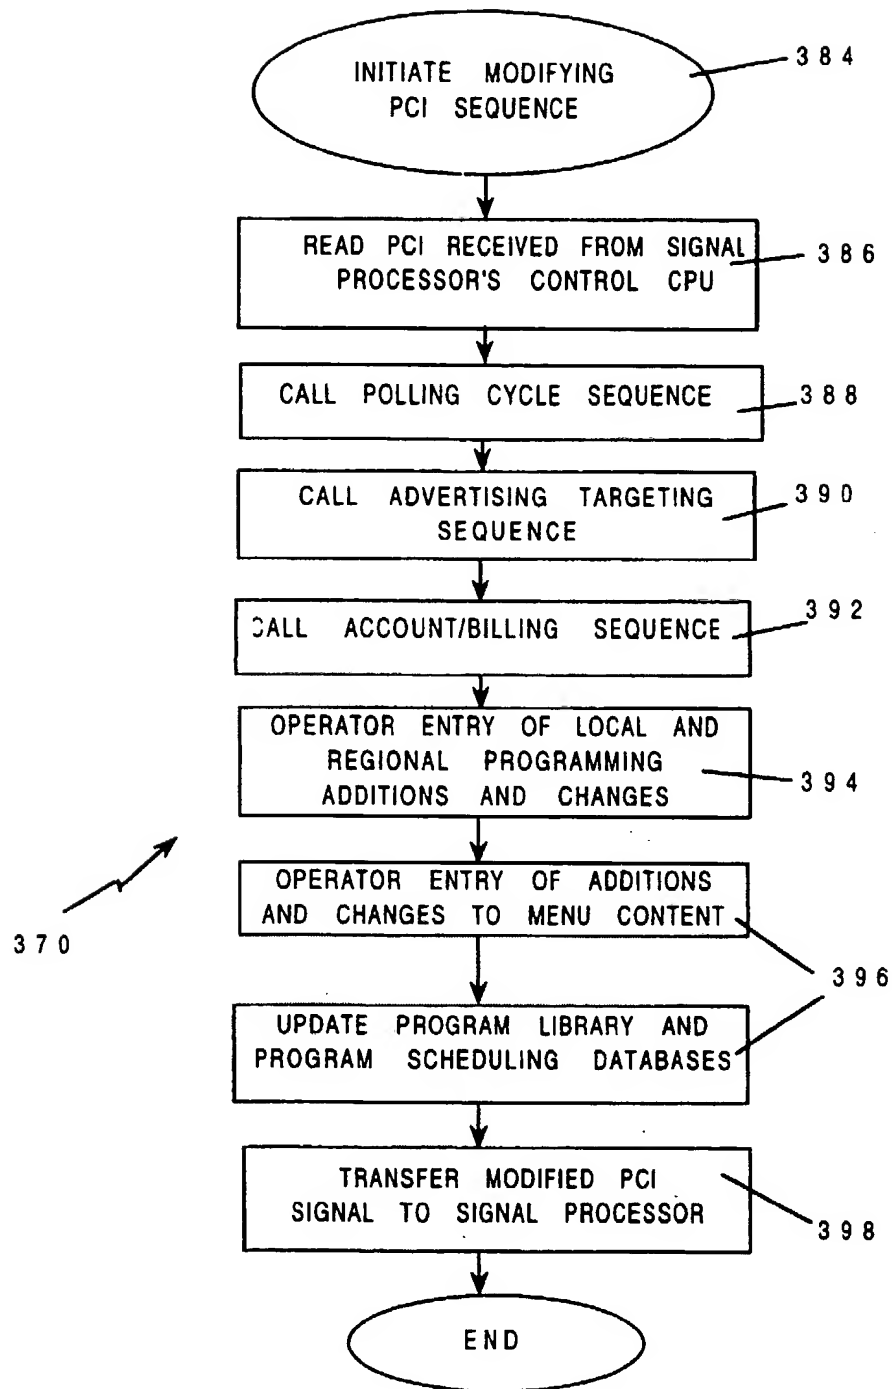 INITIATE MODIFYING
PCI SEQUENCE
384
READ PCI RECEIVED FROM SIGNAL
PROCESSOR'S CONTROL CPU
386
CALL POLLING CYCLE SEQUENCE
388
CALL ADVERTISING TARGETING
SEQUENCE
390
CALL ACCOUNT/BILLING SEQUENCE
392
OPERATOR ENTRY OF LOCAL AND
REGIONAL PROGRAMMING
ADDITIONS AND CHANGES
394
OPERATOR ENTRY OF ADDITIONS
AND CHANGES TO MENU CONTENT
370
396
UPDATE PROGRAM LIBRARY AND
PROGRAM SCHEDULING DATABASES
TRANSFER MODIFIED PCI
SIGNAL TO SIGNAL PROCESSOR
398
END